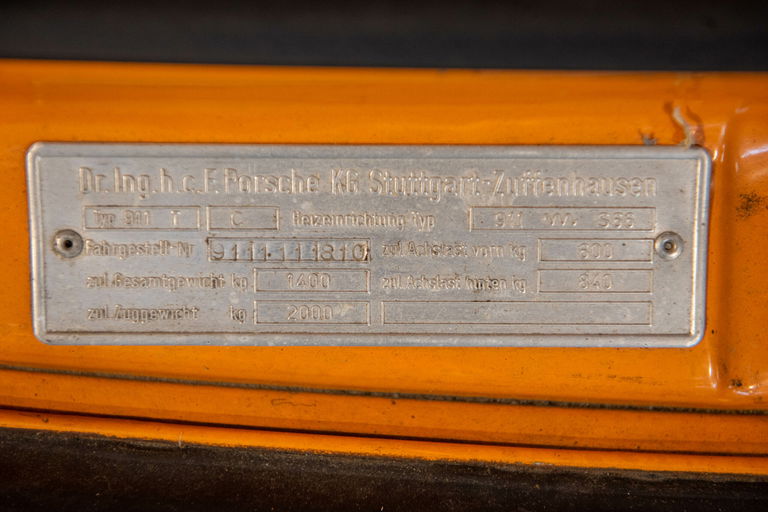 Dr. Ing. h.c. F. Porsche KG Stuttgart-Zuffenhausen
Typ 911 T C Heizeinrichtung-typ 911
Fahrgestell-Nr 9111111810 zul. Achslast vorn kg 600
zul. Gesamtgewicht kg 1400 zul. Achslast hinten kg 840
zul. Zuggewicht kg 2000